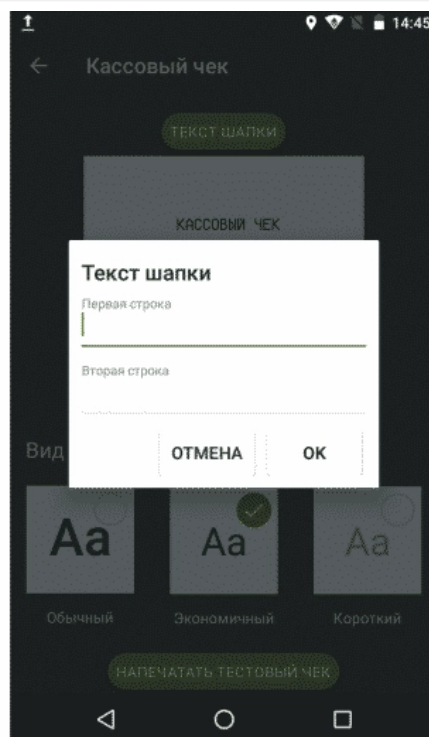 14:45
Кассовый чек
ТЕКСТ ШАПКИ
КАССОВЫЙ ЧЕК
Текст шапки
Первая строка
Вторая строка
ОТМЕНА
ОК
Вид
Aa
Aa
Aa
Обычный
Экономичный
Короткий
НАПЕЧАТАТЬ ТЕСТОВЫЙ ЧЕК